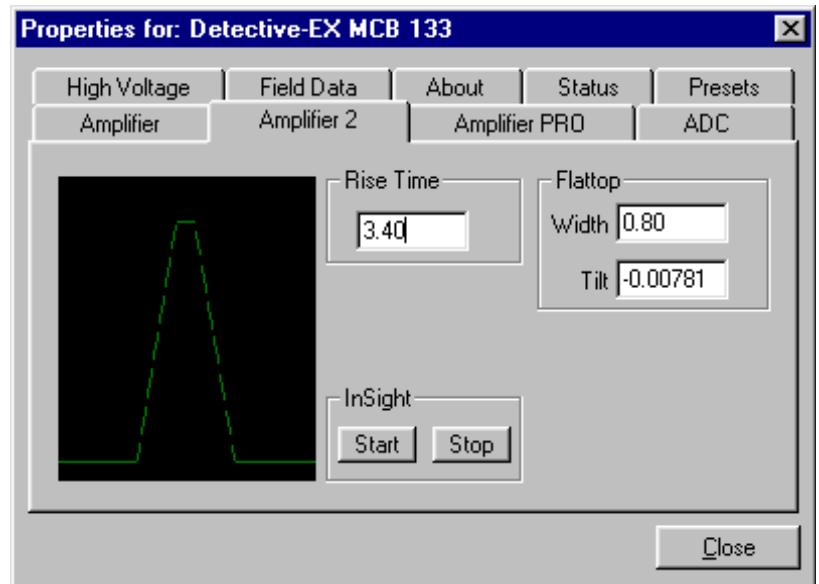 Properties for: Detective-EX MCB 133
High Voltage Field Data About Status Presets
Amplifier Amplifier 2 Amplifier PRO ADC
Rise Time
3.40
Flattop
Width 0.80
Tilt -0.00781
InSight
Start Stop
Close